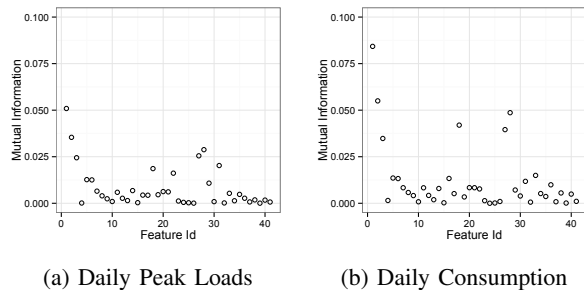 0.100
0.075
0.050
0.025
0.000
Mutual Information
0 10 20 30 40
Feature Id
(a) Daily Peak Loads
0.100
0.075
0.050
0.025
0.000
Mutual Information
0 10 20 30 40
Feature Id
(b) Daily Consumption